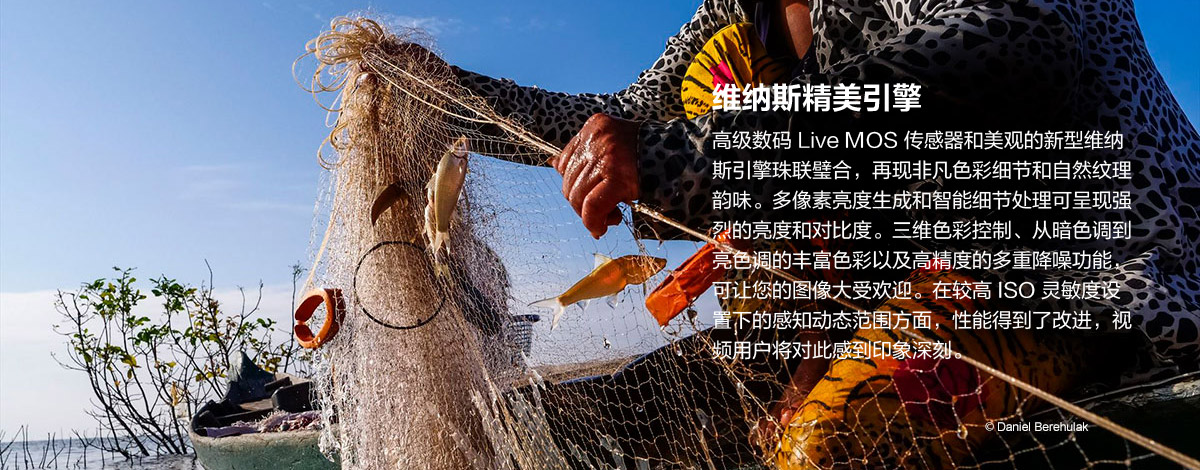 维纳斯精美引擎
高级数码 Live MOS 传感器和美观的新型维纳
斯引擎珠联璧合，再现非凡色彩细节和自然纹理
韵味。多像素亮度生成和智能细节处理可呈现强
烈的亮度和对比度。三维色彩控制、从暗色调到
亮色调的丰富色彩以及高精度的多重降噪功能，
可让您的图像大受欢迎。在较高 ISO 灵敏度设
置下的感知动态范围方面，性能得到了改进，视
频用户将对此感到印象深刻。
© Daniel Berehulak